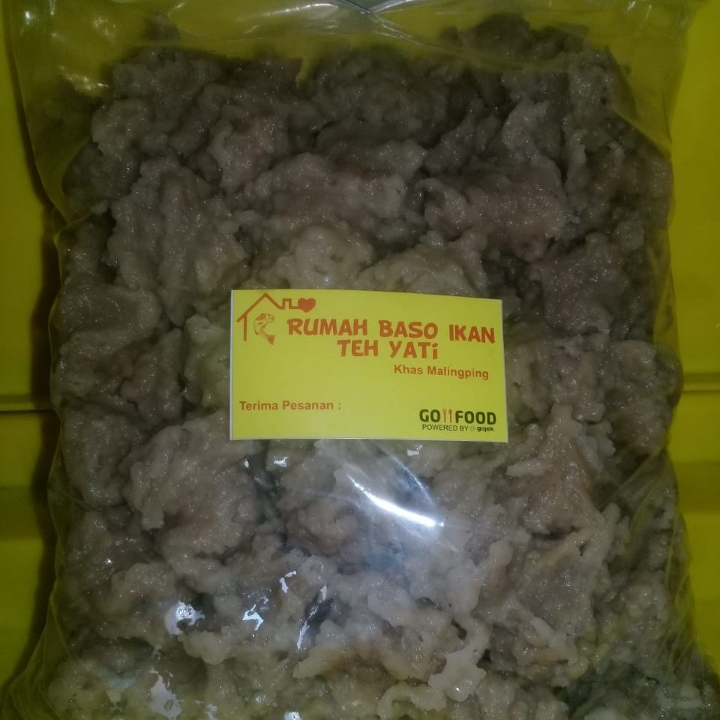 RUMAH BASO IKAN
TEH YATi
Khas Malingping
Terima Pesanan :
GO FOOD
POWERED BY gojek